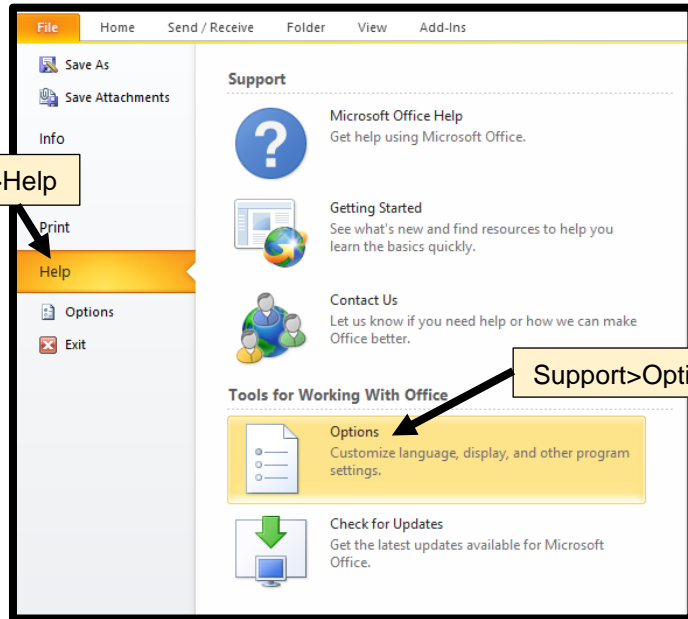 File Home Send / Receive Folder View Add-Ins
Save As
Save Attachments
Info
Help
Print
Help
Options
Exit
Support
Microsoft Office Help
Get help using Microsoft Office.
Getting Started
See what's new and find resources to help you
learn the basics quickly.
Contact Us
Let us know if you need help or how we can make
Office better.
Support>Opti
Tools for Working With Office
Options
Customize language, display, and other program
settings.
Check for Updates
Get the latest updates available for Microsoft
Office.